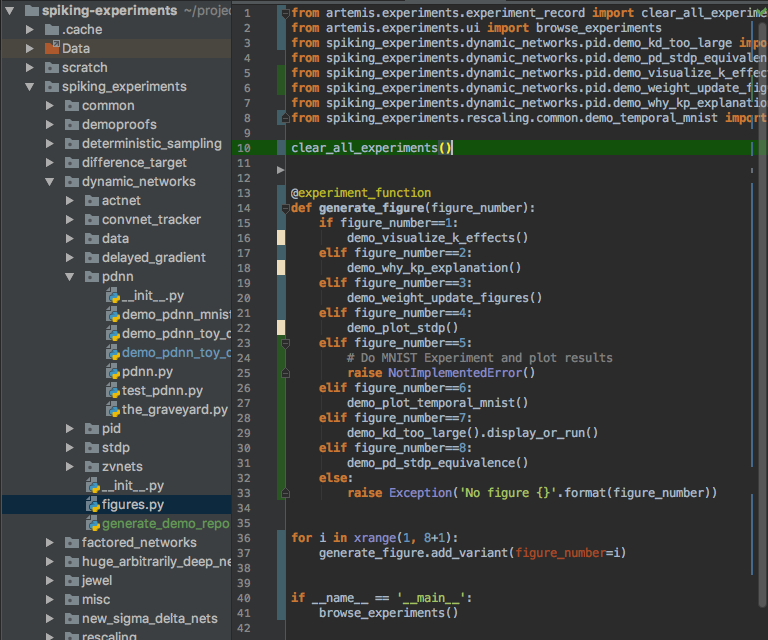 spiking-experiments ~/projec
.cache
Data
scratch
spiking_experiments
common
demoproofs
deterministic_sampling
difference_target
dynamic_networks
actnet
convnet_tracker
data
delayed_gradient
pdnn
__init__.py
demo_pdnn_mnist
demo_pdnn_toy_c
demo_pdnn_toy_c
pdnn.py
test_pdnn.py
the_graveyard.py
pid
stdp
zvnets
__init__.py
figures.py
generate_demo_repo
factored_networks
huge_arbitrarily_deep_ne
jewel
misc
new_sigma_delta_nets
rescaling
1 from artemis.experiments.experiment_record import clear_all_experime
2 from artemis.experiments.ui import browse_experiments
3 from spiking_experiments.dynamic_networks.pid.demo_kd_too_large impo
4 from spiking_experiments.dynamic_networks.pid.demo_pd_stdp_equivalen
5 from spiking_experiments.dynamic_networks.pid.demo_visualize_k_effec
6 from spiking_experiments.dynamic_networks.pid.demo_weight_update_fig
7 from spiking_experiments.dynamic_networks.pid.demo_why_kp_explanatio
8 from spiking_experiments.rescaling.common.demo_temporal_mnist import
9
10 clear_all_experiments()
11
12
13 @experiment_function
14 def generate_figure(figure_number):
15 if figure_number==1:
16 demo_visualize_k_effects()
17 elif figure_number==2:
18 demo_why_kp_explanation()
19 elif figure_number==3:
20 demo_weight_update_figures()
21 elif figure_number==4:
22 demo_plot_stdp()
23 elif figure_number==5:
24 # Do MNIST Experiment and plot results
25 raise NotImplementedError()
26 elif figure_number==6:
27 demo_plot_temporal_mnist()
28 elif figure_number==7:
29 demo_kd_too_large().display_or_run()
30 elif figure_number==8:
31 demo_pd_stdp_equivalence()
32 else:
33 raise Exception('No figure {}'.format(figure_number))
34
35
36 for i in xrange(1, 8+1):
37 generate_figure.add_variant(figure_number=i)
38
39
40 if __name__ == '__main__':
41 browse_experiments()
42